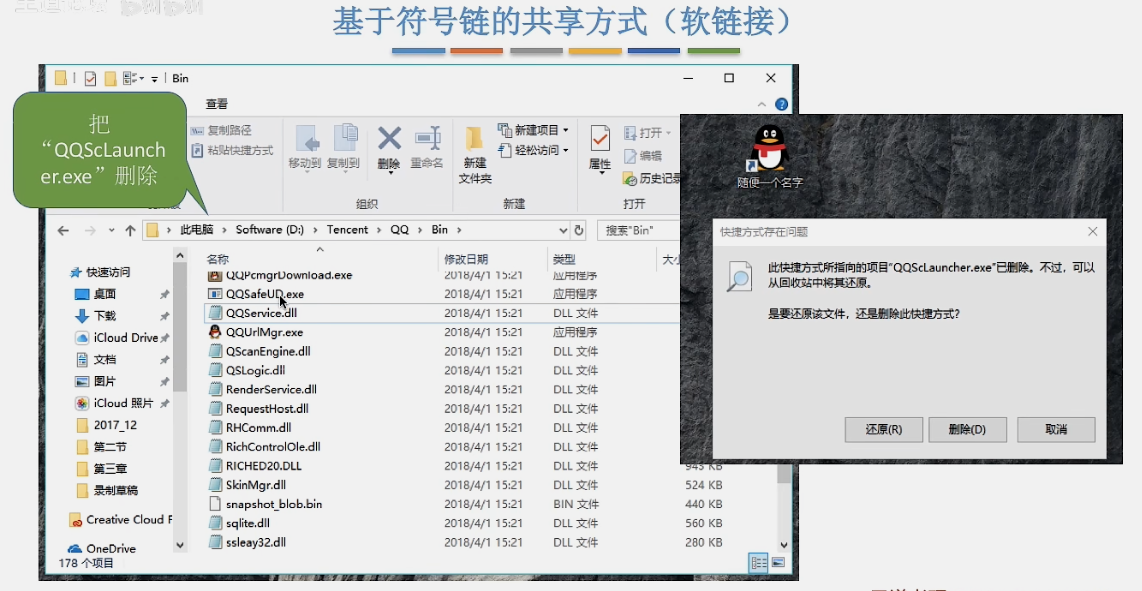 基于符号链的共享方式（软链接）
Bin
查看
把
“QQScLaunch
er.exe”删除
复制路径
粘贴快捷方式
移动到 复制到 删除 重命名
组织
新建
文件夹
新建项目
轻松访问
新建
属性
打开
编辑
历史记录
打开
此电脑 › Software (D:) › Tencent › QQ › Bin ›
搜索"Bin"
快速访问
桌面
下载
iCloud Drive
文档
图片
iCloud 照片
2017_12
第二节
第三章
录制草稿
Creative Cloud F
OneDrive
178 个项目
名称 修改日期 类型 大小
QQPcmgrDownload.exe 2018/4/1 15:21 应用程序
QQSafeUD.exe 2018/4/1 15:21 应用程序
QQService.dll 2018/4/1 15:21 DLL 文件
QQUrlMgr.exe 2018/4/1 15:21 应用程序
QScanEngine.dll 2018/4/1 15:21 DLL 文件
QSLogic.dll 2018/4/1 15:21 DLL 文件
RenderService.dll 2018/4/1 15:21 DLL 文件
RequestHost.dll 2018/4/1 15:21 DLL 文件
RHComm.dll 2018/4/1 15:21 DLL 文件
RichControlOle.dll 2018/4/1 15:21 DLL 文件
RICHED20.DLL 2018/4/1 15:21 DLL 文件 943 KB
SkinMgr.dll 2018/4/1 15:21 DLL 文件 524 KB
snapshot_blob.bin 2018/4/1 15:21 BIN 文件 440 KB
sqlite.dll 2018/4/1 15:21 DLL 文件 560 KB
ssleay32.dll 2018/4/1 15:21 DLL 文件 280 KB
随便一个名字
快捷方式存在问题
此快捷方式所指向的项目"QQScLauncher.exe"已删除。不过，可以
从回收站中将其还原。
是要还原该文件，还是删除此快捷方式？
还原(R) 删除(D) 取消